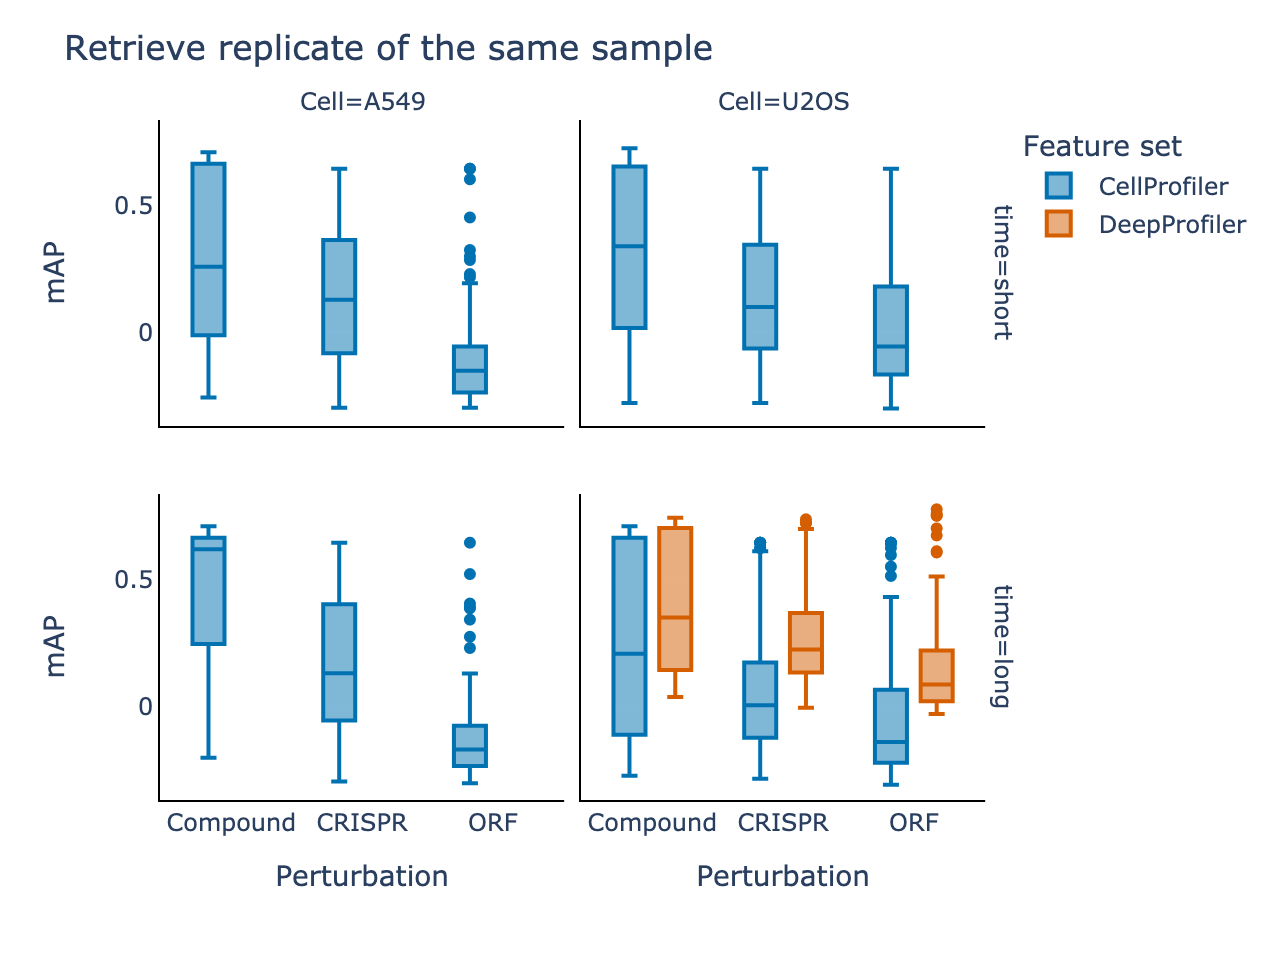 Retrieve replicate of the same sample
Cell=A549
Cell=U2OS
Feature set
CellProfiler
DeepProfiler
mAP
0.5
0
time=short
mAP
0.5
0
time=long
Compound CRISPR ORF
Compound CRISPR ORF
Perturbation
Perturbation